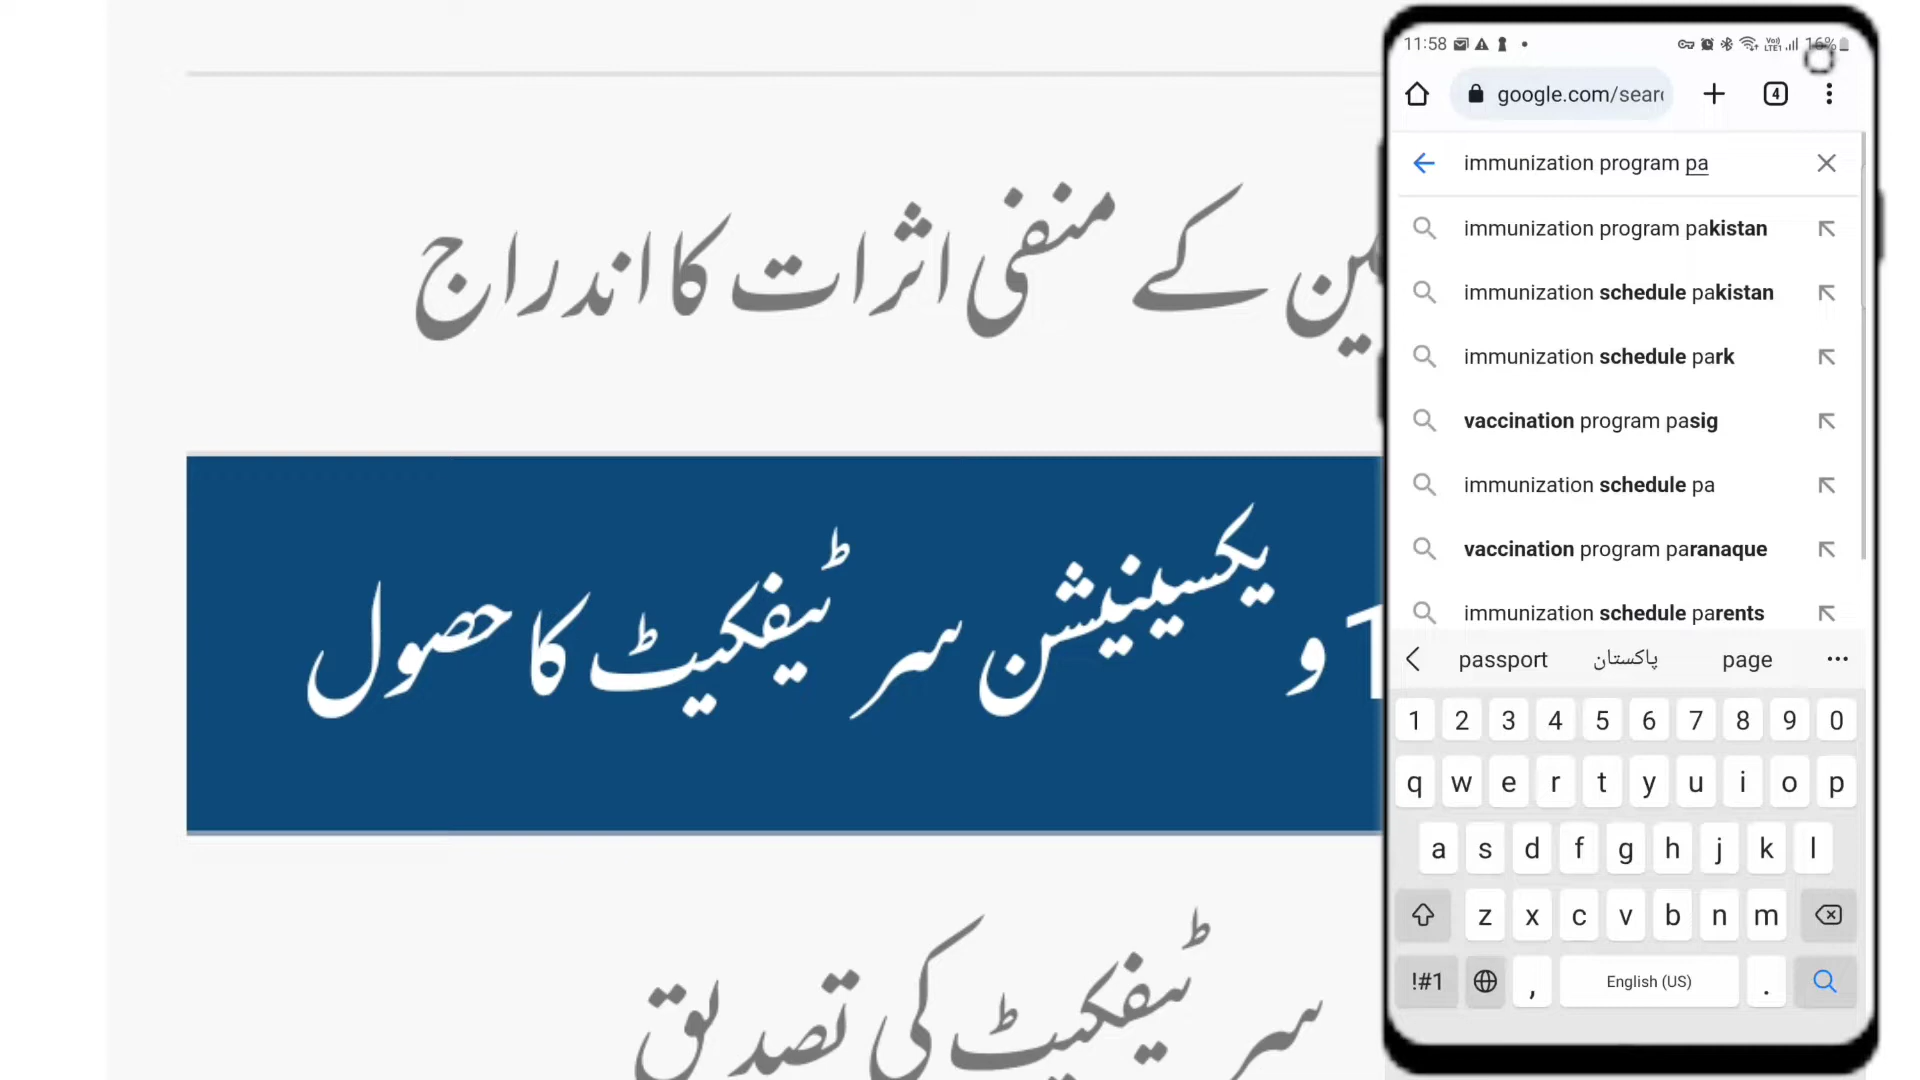 کے منفی اثرات کا اندراج
ویکسینیشن سرٹیفکیٹ کا حصول
سرٹیفکیٹ کی تصدیق
11:58
16%
google.com/sear
4
immunization program pa
immunization program pakistan
immunization schedule pakistan
immunization schedule park
vaccination program pasig
immunization schedule pa
vaccination program paranaque
immunization schedule parents
passport پاکستان page
1 2 3 4 5 6 7 8 9 0
q w e r t y u i o p
a s d f g h j k l
z x c v b n m
!#1 , English (US) .